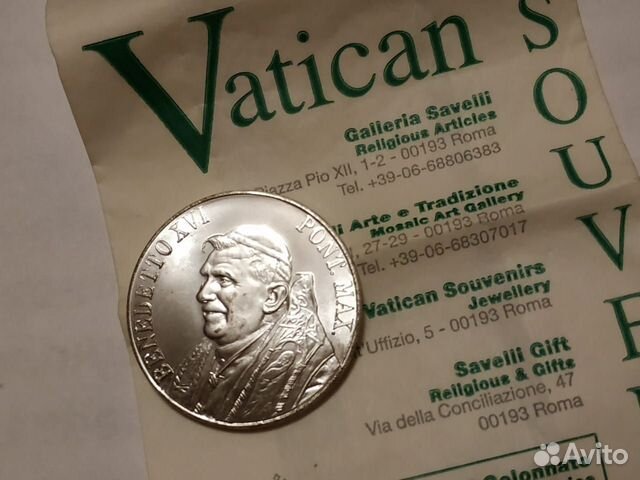 Vatican
SOUVE
Galleria Savelli
Religious Articles
Piazza Pio XII, 1-2 - 00193 Roma
Tel. +39-06-68806383
di Arte e Tradizione
Mosaic Art Gallery
27-29 - 00193 Roma
Tel. +39-06-68307017
Vatican Souvenirs
Jewellery
Uffizio, 5 - 00193 Roma
Savelli Gift
Religious & Gifts
Via della Conciliazione, 47
00193 Roma
Colonnato
BENEDETTO XVI PONT. MAX.
Avito